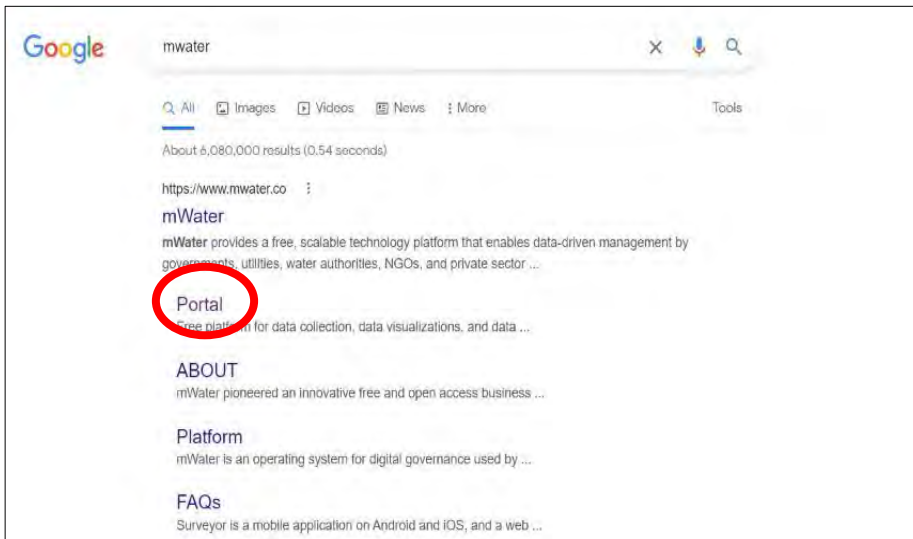 Google
mwater
All Images Videos News More Tools
About 6,080,000 results (0.54 seconds)
https://www.mwater.co
mWater
mWater provides a free, scalable technology platform that enables data-driven management by
governments, utilities, water authorities, NGOs, and private sector ...
Portal
Free platform for data collection, data visualizations, and data ...
ABOUT
mWater pioneered an innovative free and open access business ...
Platform
mWater is an operating system for digital governance used by ...
FAQs
Surveyor is a mobile application on Android and iOS, and a web ...